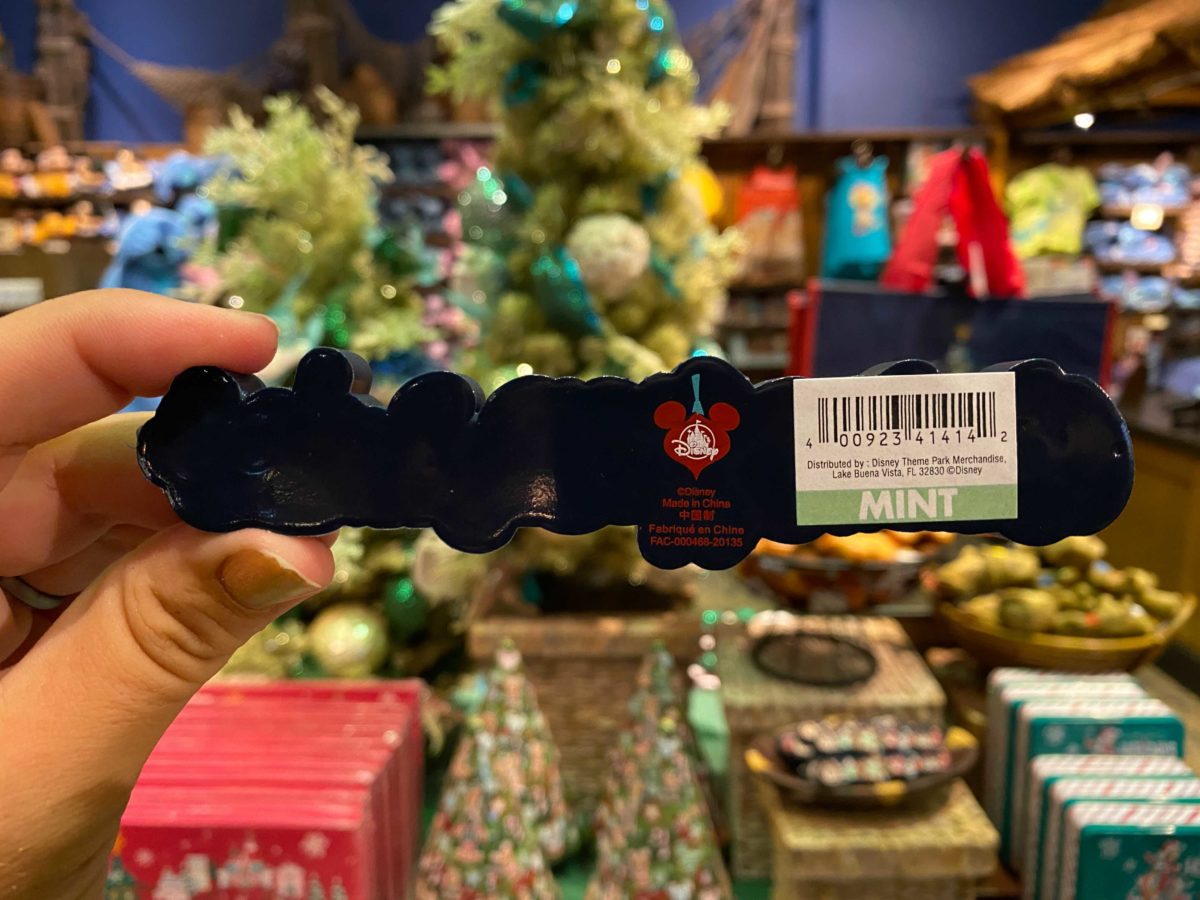 Disney
©Disney
Made in China
中国制
Fabriqué en Chine
FAC-000468-20135
4 00923 41414 2
Distributed by : Disney Theme Park Merchandise,
Lake Buena Vista, FL 32830 ©Disney
MINT